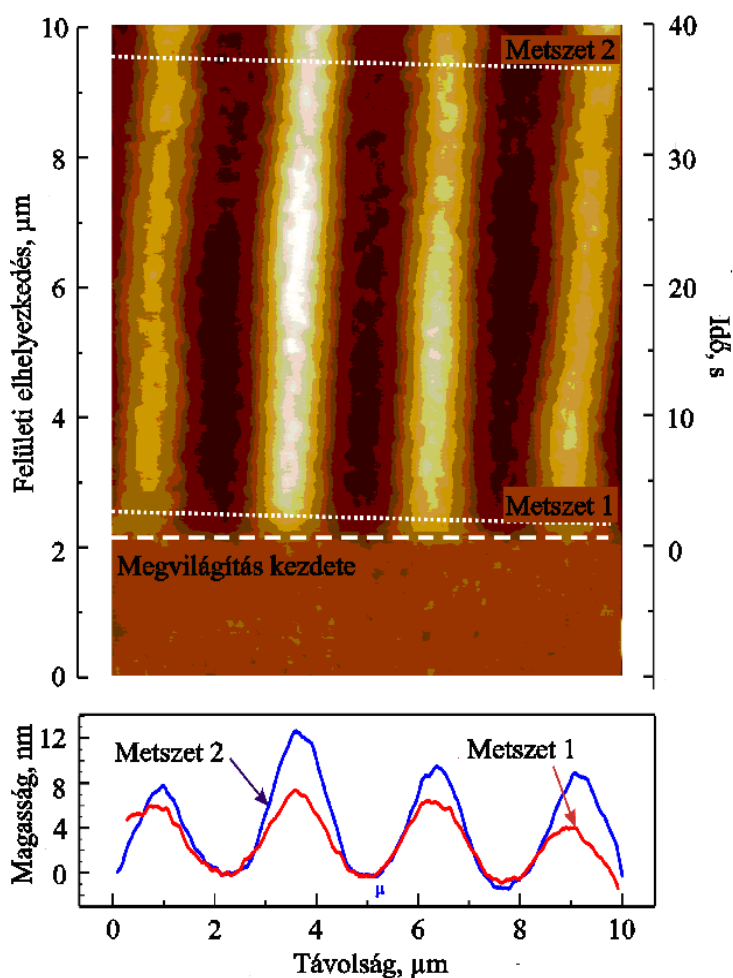 10
8
6
4
2
0
Felületi elhelyezkedés, µm
Metszet 2
Metszet 1
Megvilágítás kezdete
40
30
20
10
0
Idő, s
12
8
4
0
Magasság, nm
Metszet 2
Metszet 1
µ
0
2
4
6
8
10
Távolság, µm